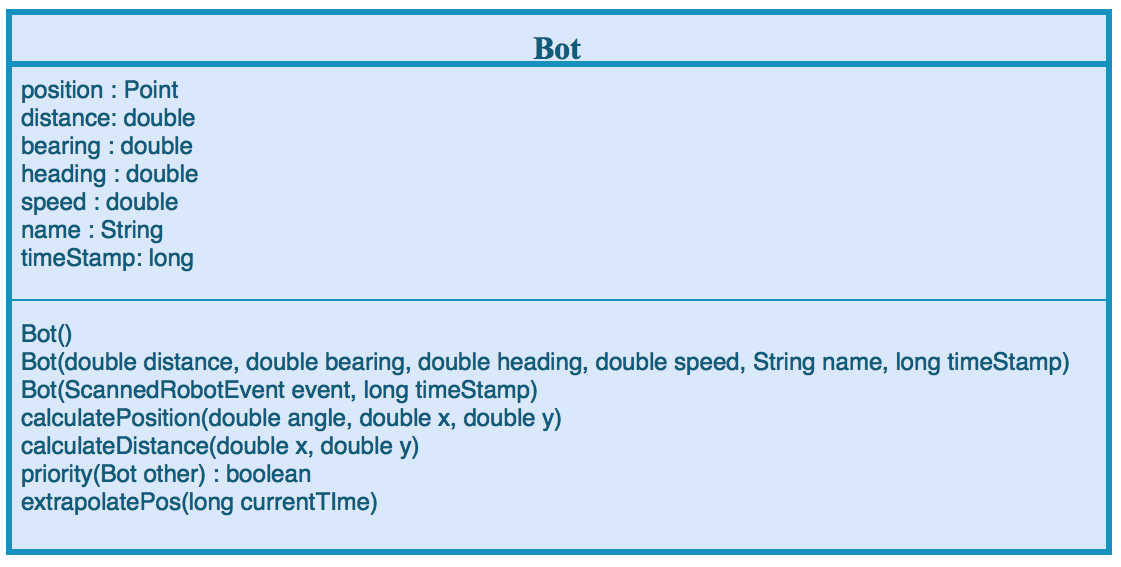 Bot
position : Point
distance: double
bearing : double
heading : double
speed : double
name : String
timeStamp: long
Bot()
Bot(double distance, double bearing, double heading, double speed, String name, long timeStamp)
Bot(ScannedRobotEvent event, long timeStamp)
calculatePosition(double angle, double x, double y)
calculateDistance(double x, double y)
priority(Bot other) : boolean
extrapolatePos(long currentTIme)